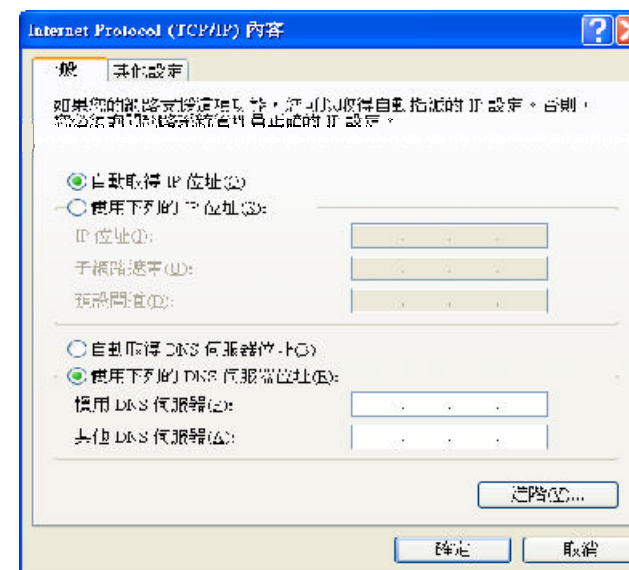 Internet Protocol (TCP/IP) 內容
一般 其他設定
如果您的網路支援這項功能，您可以取得自動指派的 IP 設定。否則，
您必須詢問網路系統管理員正確的 IP 設定。
自動取得 IP 位址(O)
使用下列的 IP 位址(S):
IP 位址(I):
子網路遮罩(U):
預設閘道(D):
自動取得 DNS 伺服器位址(B)
使用下列的 DNS 伺服器位址(E):
慣用 DNS 伺服器(P):
其他 DNS 伺服器(A):
進階(V)...
確定 取消